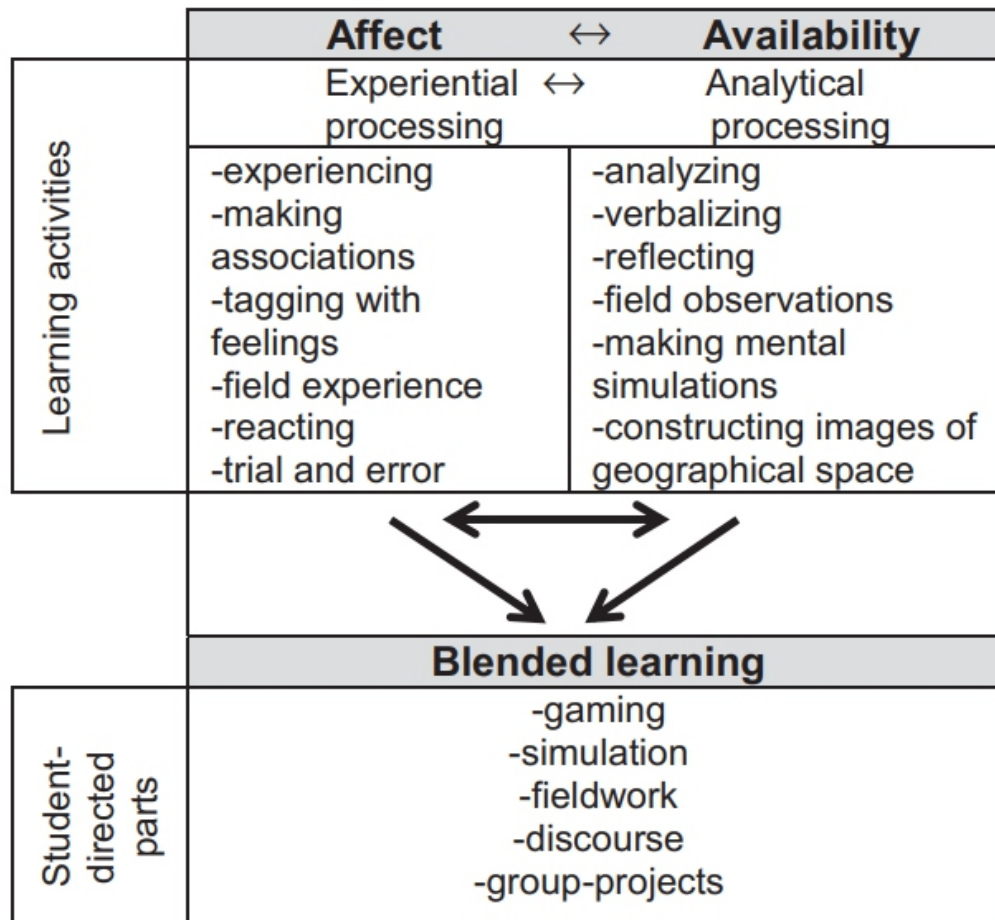 Affect ↔ Availability
Experiential ↔ Analytical
processing processing
Learning activities
-experiencing
-making
associations
-tagging with
feelings
-field experience
-reacting
-trial and error
-analyzing
-verbalizing
-reflecting
-field observations
-making mental
simulations
-constructing images of
geographical space
Blended learning
Student-
directed
parts
-gaming
-simulation
-fieldwork
-discourse
-group-projects